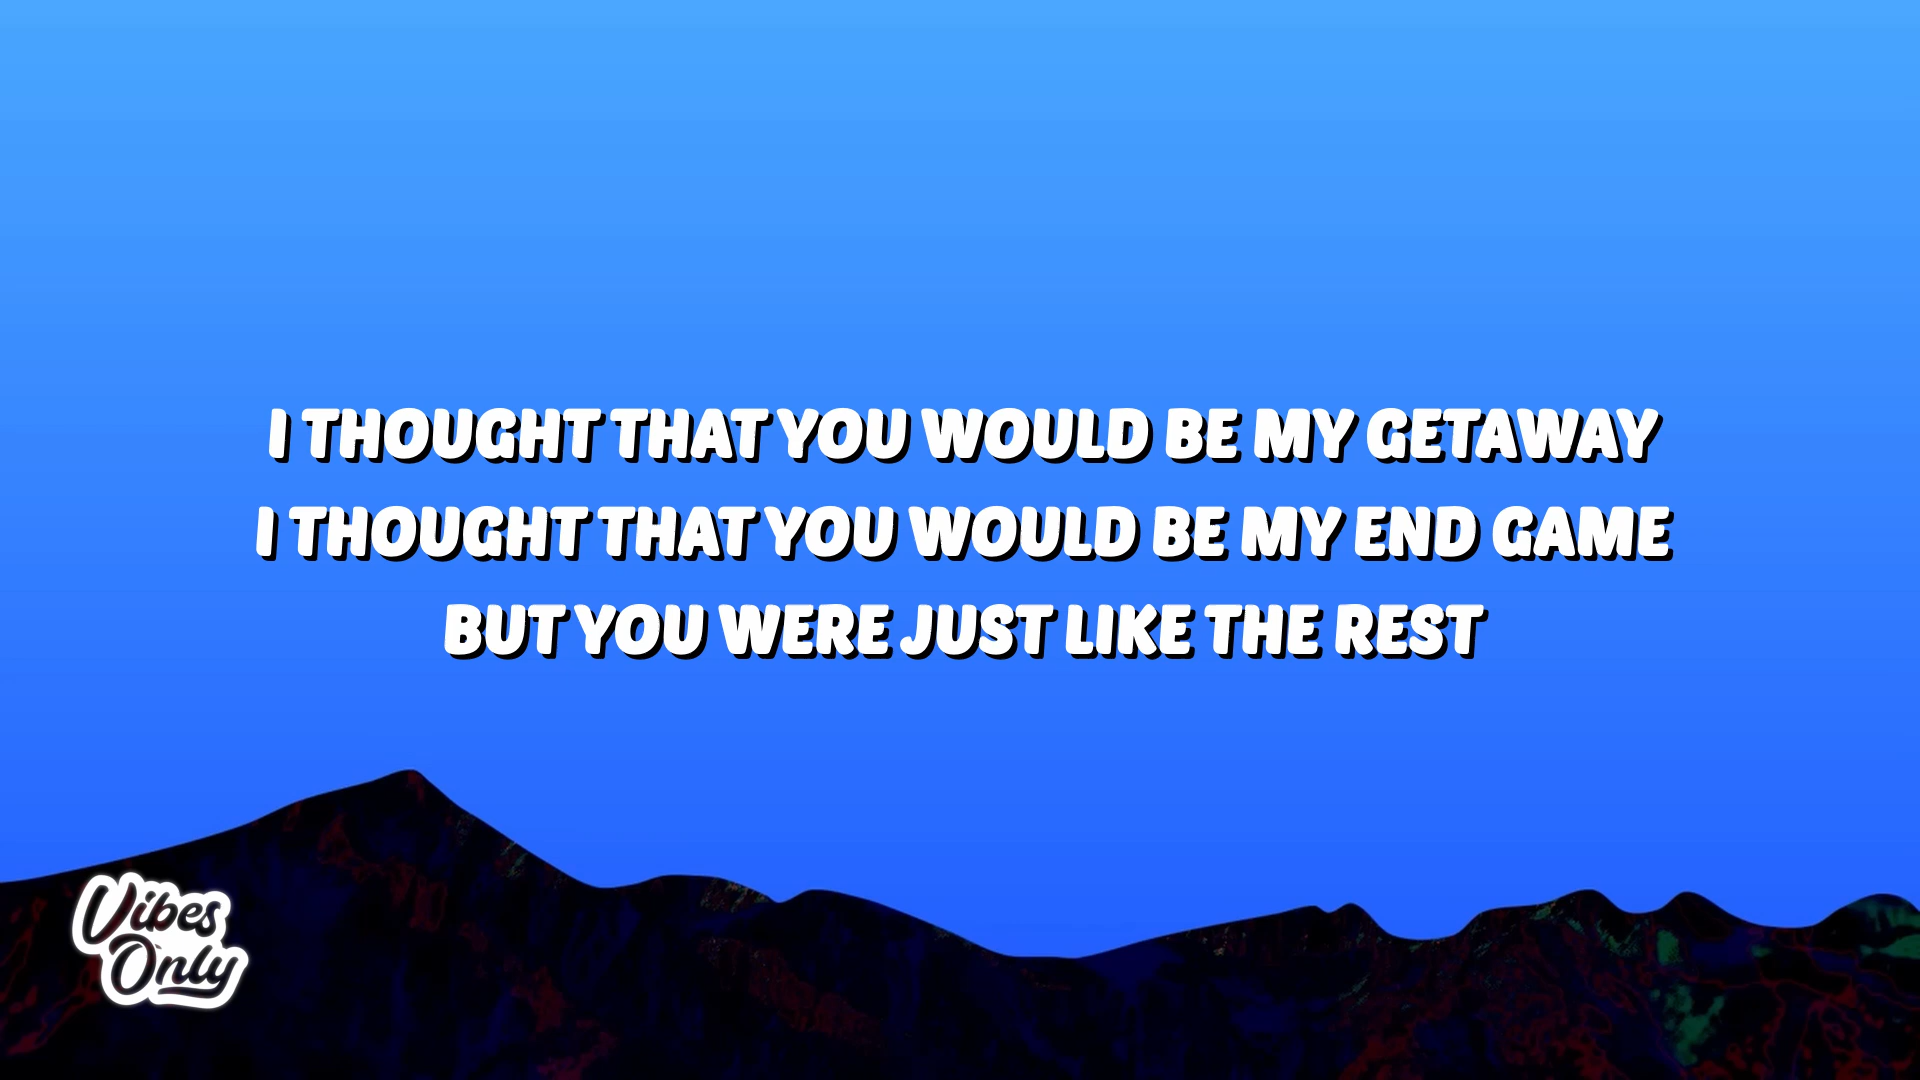 I THOUGHT THAT YOU WOULD BE MY GETAWAY
I THOUGHT THAT YOU WOULD BE MY END GAME
BUT YOU WERE JUST LIKE THE REST
Vibes
Only